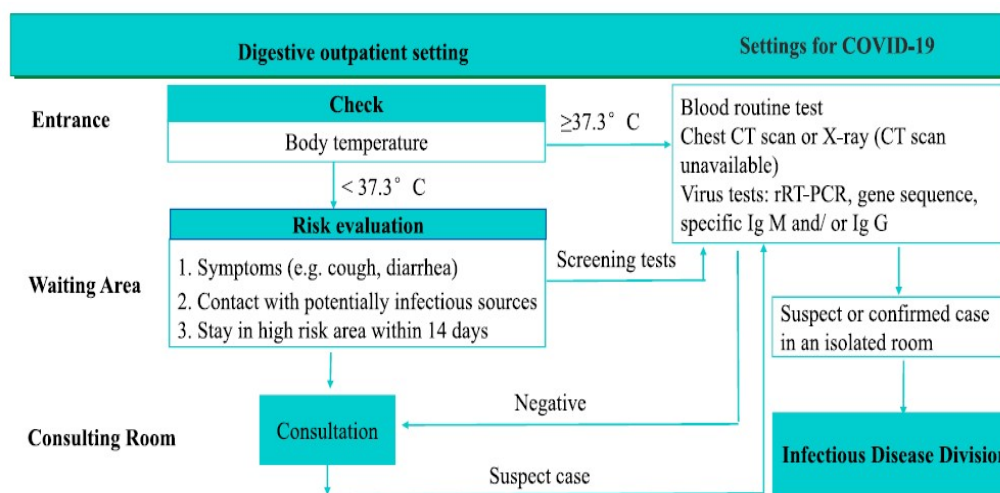 Digestive outpatient setting
Settings for COVID-19
Entrance
Check
Body temperature
≥37.3° C
< 37.3° C
Blood routine test
Chest CT scan or X-ray (CT scan
unavailable)
Virus tests: rRT-PCR, gene sequence,
specific Ig M and/ or Ig G
Waiting Area
Risk evaluation
1. Symptoms (e.g. cough, diarrhea)
2. Contact with potentially infectious sources
3. Stay in high risk area within 14 days
Screening tests
Suspect or confirmed case
in an isolated room
Consulting Room
Consultation
Negative
Suspect case
Infectious Disease Division